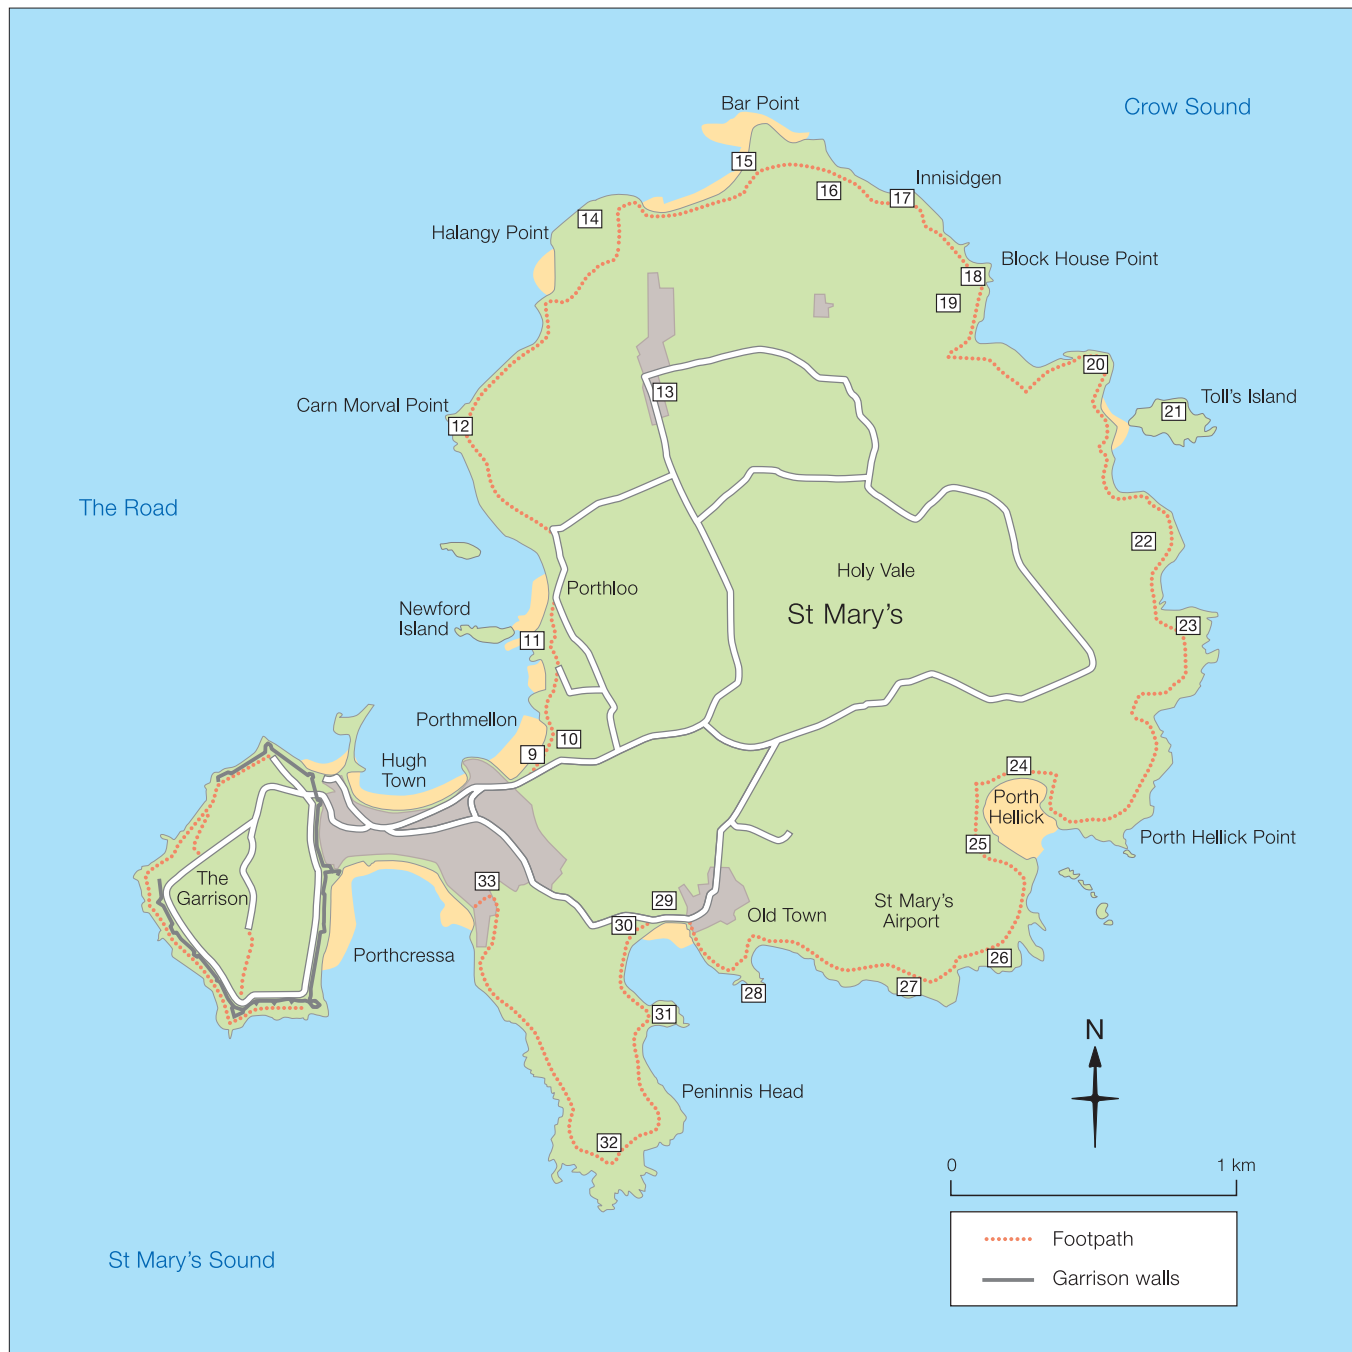 Bar Point
Crow Sound
15
Innisidgen
16
17
14
Halangy Point
Block House Point
18
19
20
13
Toll's Island
21
Carn Morval Point
12
The Road
22
Holy Vale
Porthloo
St Mary's
Newford
Island
11
23
Porthmellon
10
9
Hugh
Town
24
Porth
Hellick
Porth Hellick Point
25
The
Garrison
33
29
St Mary's
Airport
Old Town
30
Porthcressa
26
27
28
31
N
Peninnis Head
32
0
1 km
Footpath
St Mary's Sound
Garrison walls